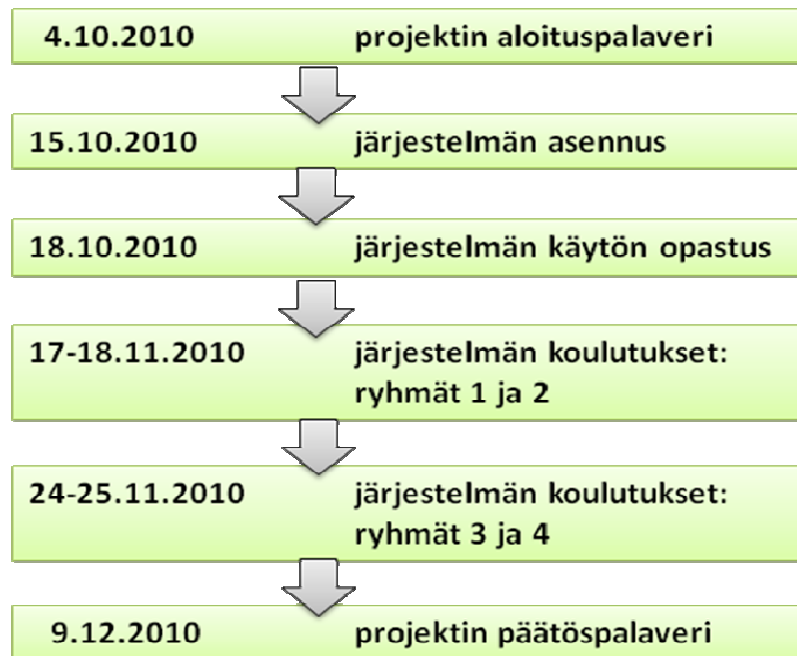 4.10.2010 projektin aloituspalaveri
15.10.2010 järjestelmän asennus
18.10.2010 järjestelmän käytön opastus
17-18.11.2010 järjestelmän koulutukset:
ryhmät 1 ja 2
24-25.11.2010 järjestelmän koulutukset:
ryhmät 3 ja 4
9.12.2010 projektin päätöspalaveri